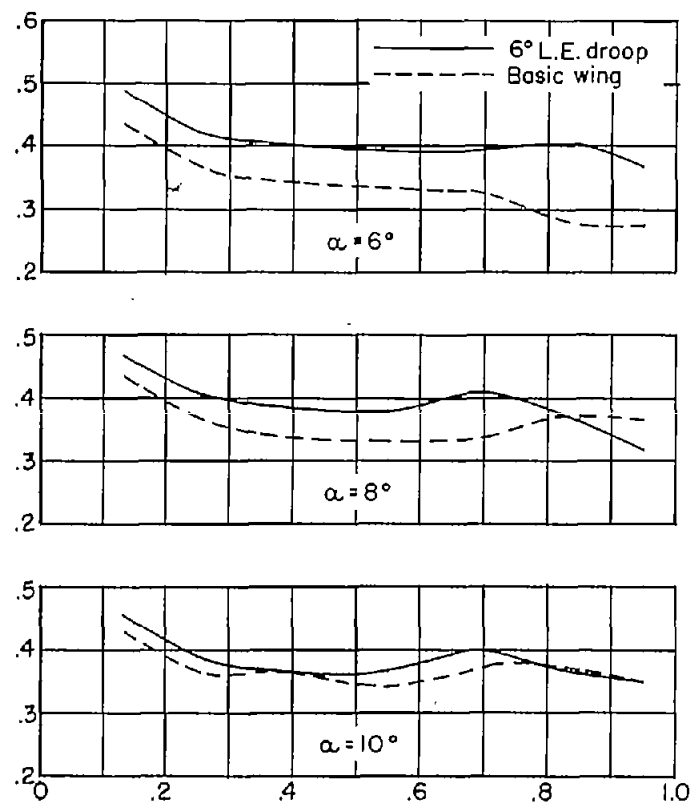 .6
6° L.E. droop
Basic wing
.5
.4
.3
α = 6°
.2
.5
.4
.3
α = 8°
.2
.5
.4
.3
α = 10°
.2
0 .2 .4 .6 .8 1.0